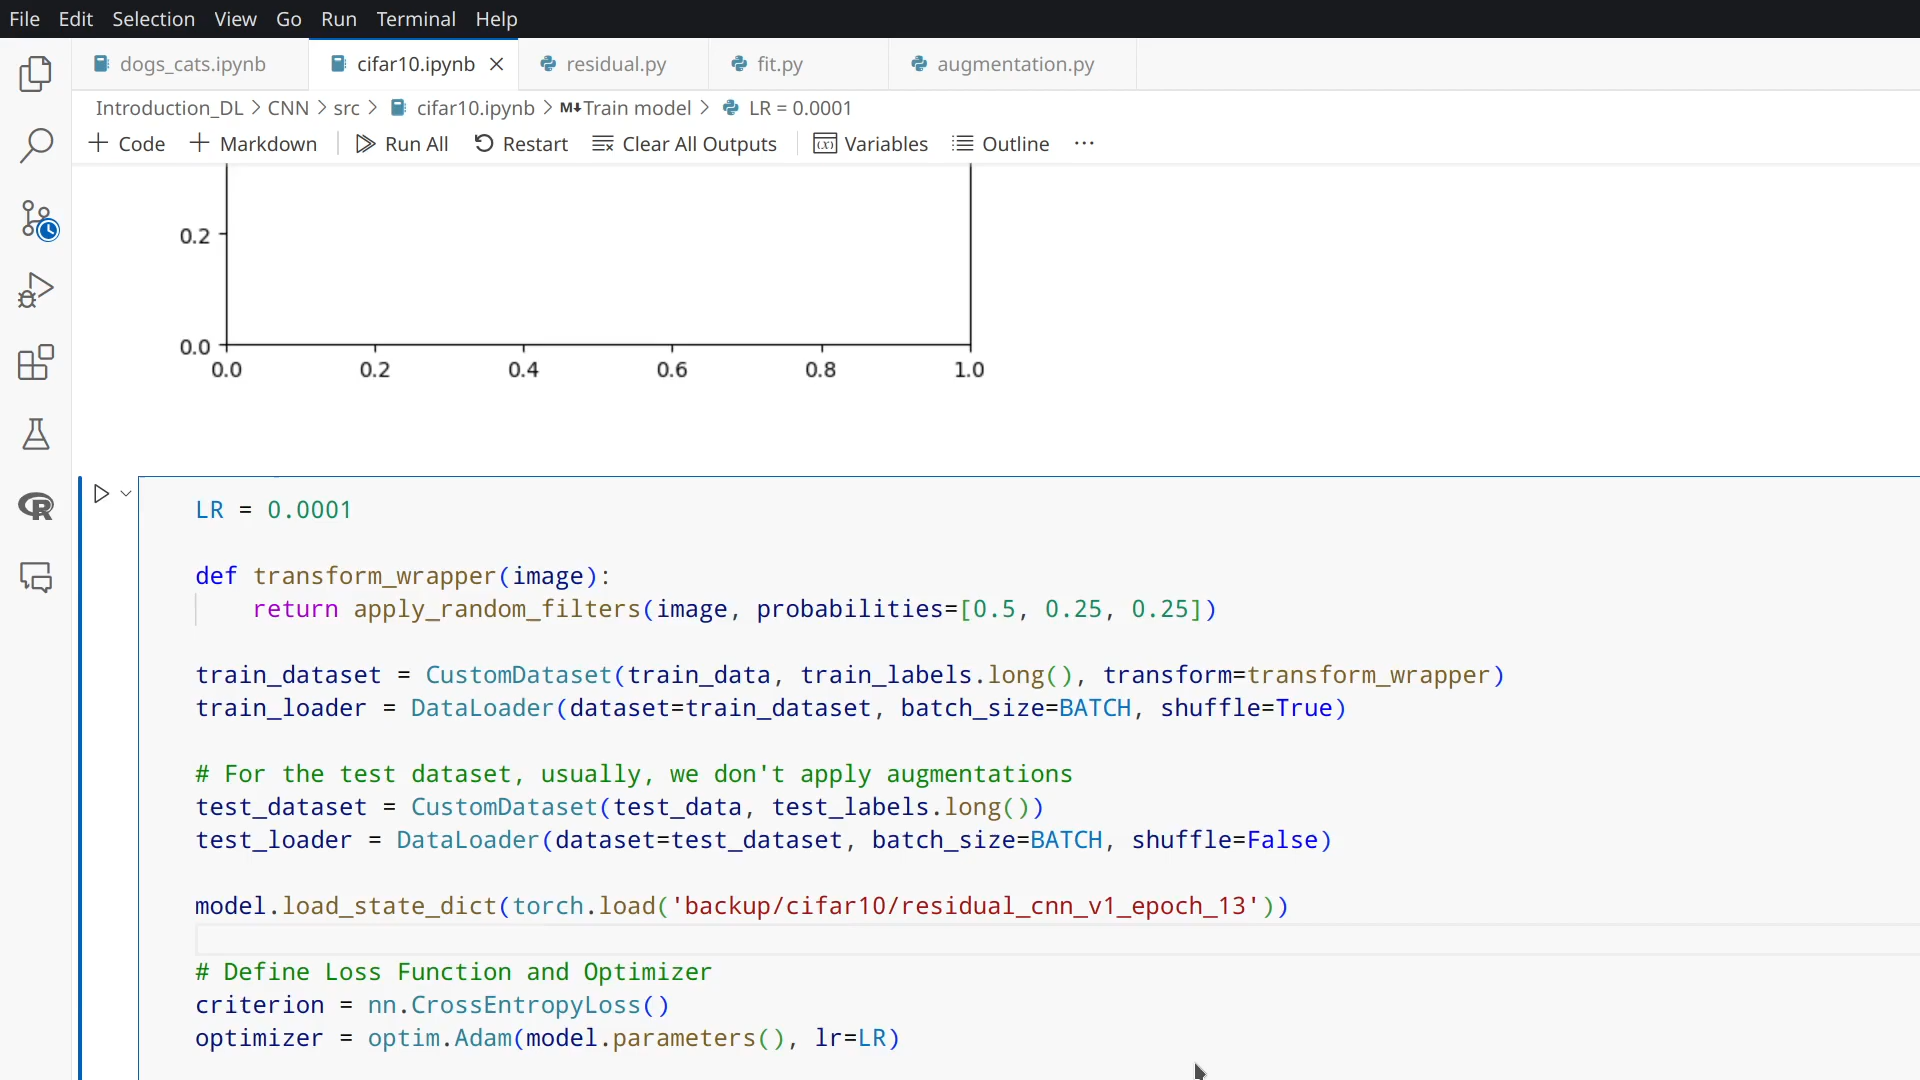 File Edit Selection View Go Run Terminal Help
dogs_cats.ipynb cifar10.ipynb residual.py fit.py augmentation.py
Introduction_DL > CNN > src > cifar10.ipynb > M↓Train model > LR = 0.0001
+ Code + Markdown Run All Restart Clear All Outputs (x) Variables Outline ...
0.2
0.0
0.0 0.2 0.4 0.6 0.8 1.0
LR = 0.0001
def transform_wrapper(image):
return apply_random_filters(image, probabilities=[0.5, 0.25, 0.25])
train_dataset = CustomDataset(train_data, train_labels.long(), transform=transform_wrapper)
train_loader = DataLoader(dataset=train_dataset, batch_size=BATCH, shuffle=True)
# For the test dataset, usually, we don't apply augmentations
test_dataset = CustomDataset(test_data, test_labels.long())
test_loader = DataLoader(dataset=test_dataset, batch_size=BATCH, shuffle=False)
model.load_state_dict(torch.load('backup/cifar10/residual_cnn_v1_epoch_13'))
# Define Loss Function and Optimizer
criterion = nn.CrossEntropyLoss()
optimizer = optim.Adam(model.parameters(), lr=LR)